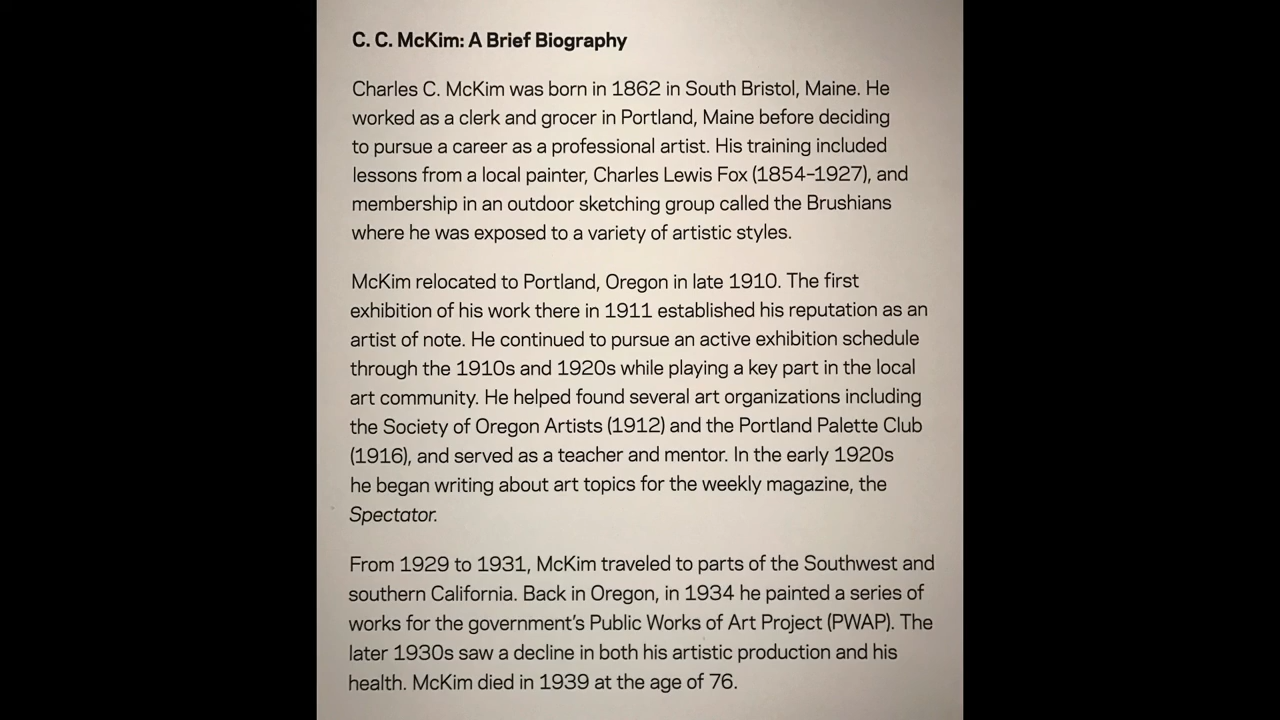 C. C. McKim: A Brief Biography
Charles C. McKim was born in 1862 in South Bristol, Maine. He
worked as a clerk and grocer in Portland, Maine before deciding
to pursue a career as a professional artist. His training included
lessons from a local painter, Charles Lewis Fox (1854–1927), and
membership in an outdoor sketching group called the Brushians
where he was exposed to a variety of artistic styles.
McKim relocated to Portland, Oregon in late 1910. The first
exhibition of his work there in 1911 established his reputation as an
artist of note. He continued to pursue an active exhibition schedule
through the 1910s and 1920s while playing a key part in the local
art community. He helped found several art organizations including
the Society of Oregon Artists (1912) and the Portland Palette Club
(1916), and served as a teacher and mentor. In the early 1920s
he began writing about art topics for the weekly magazine, the
Spectator.
From 1929 to 1931, McKim traveled to parts of the Southwest and
southern California. Back in Oregon, in 1934 he painted a series of
works for the government's Public Works of Art Project (PWAP). The
later 1930s saw a decline in both his artistic production and his
health. McKim died in 1939 at the age of 76.